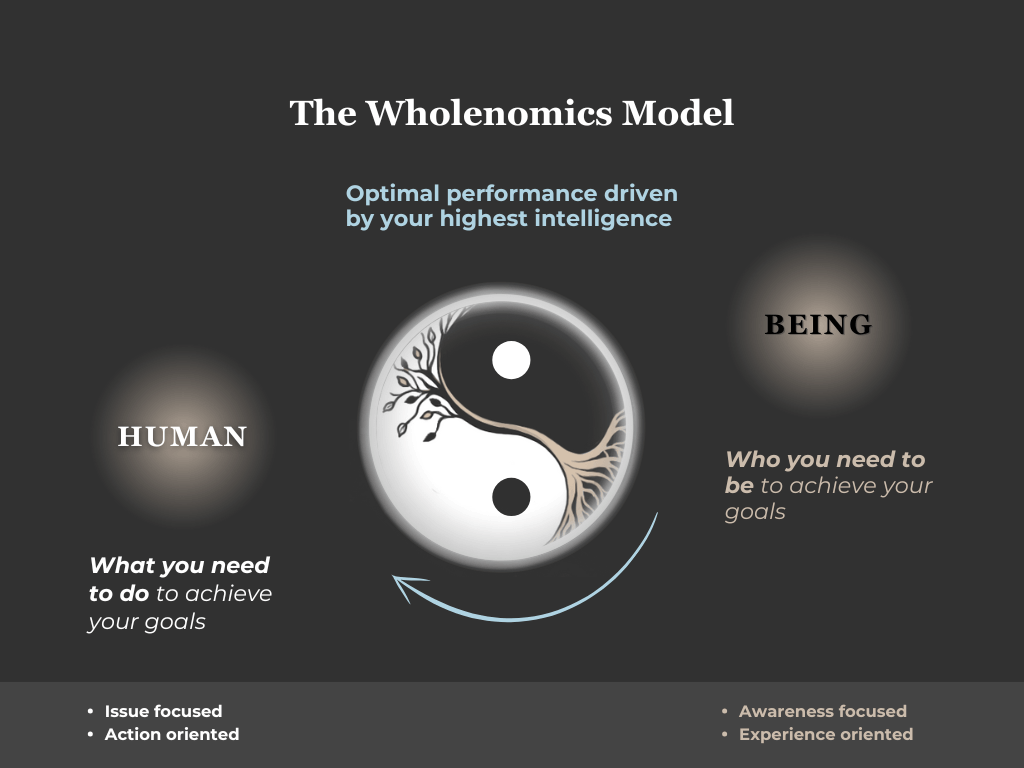 The Wholenomics Model
Optimal performance driven
by your highest intelligence
BEING
HUMAN
Who you need to
be to achieve your
goals
What you need
to do to achieve
your goals
• Issue focused
• Action oriented
• Awareness focused
• Experience oriented